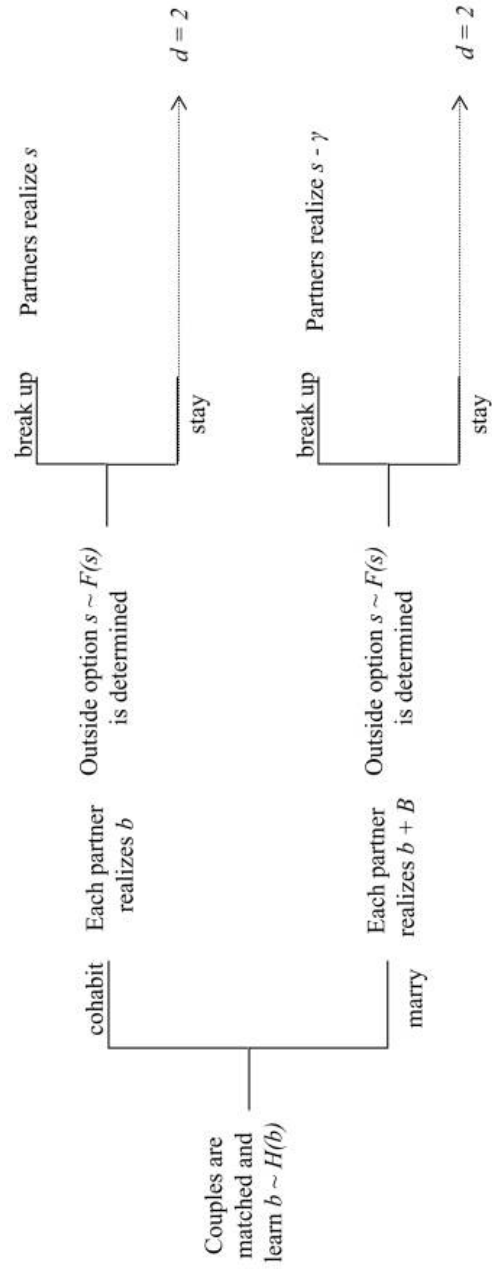 Couples are
matched and
learn b ~ H(b)
cohabit
marry
Each partner
realizes b
Each partner
realizes b + B
Outside option s ~ F(s)
is determined
Outside option s ~ F(s)
is determined
break up
stay
Partners realize s
d = 2
break up
stay
Partners realize s - γ
d = 2